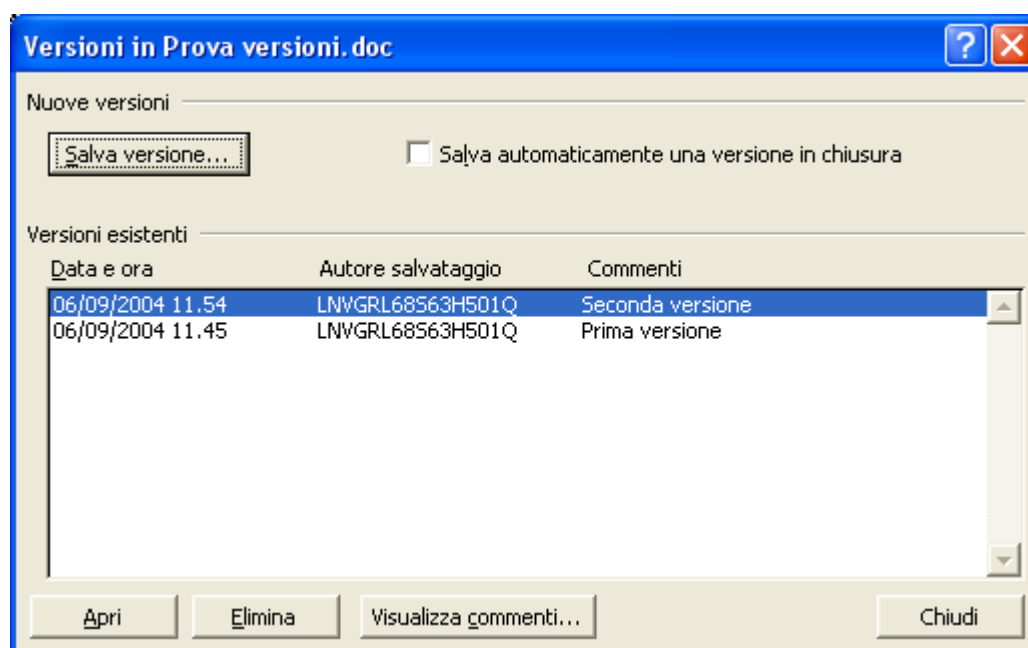 Versioni in Prova versioni.doc
Nuove versioni
Salva versione... Salva automaticamente una versione in chiusura
Versioni esistenti
Data e ora Autore salvataggio Commenti
06/09/2004 11.54 LNVGRL68S63H501Q Seconda versione
06/09/2004 11.45 LNVGRL68S63H501Q Prima versione
Apri Elimina Visualizza commenti... Chiudi